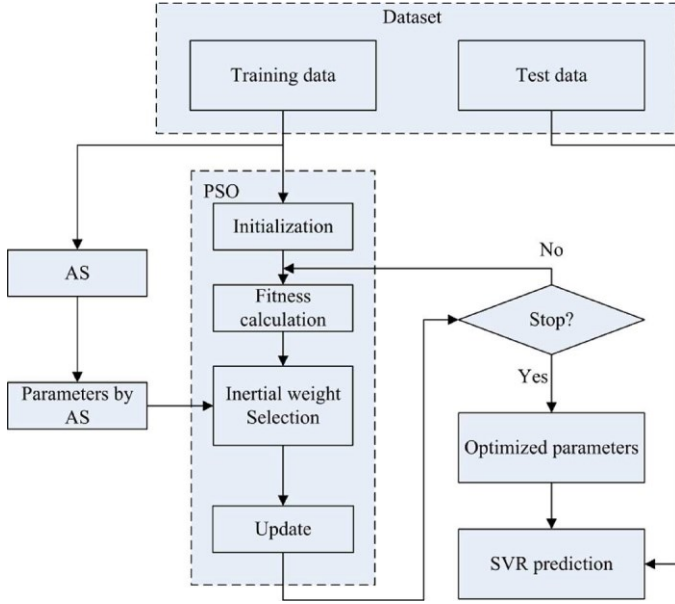 Dataset
Training data
Test data
PSO
Initialization
No
AS
Fitness
calculation
Stop?
Yes
Parameters by
AS
Inertial weight
Selection
Optimized parameters
Update
SVR prediction